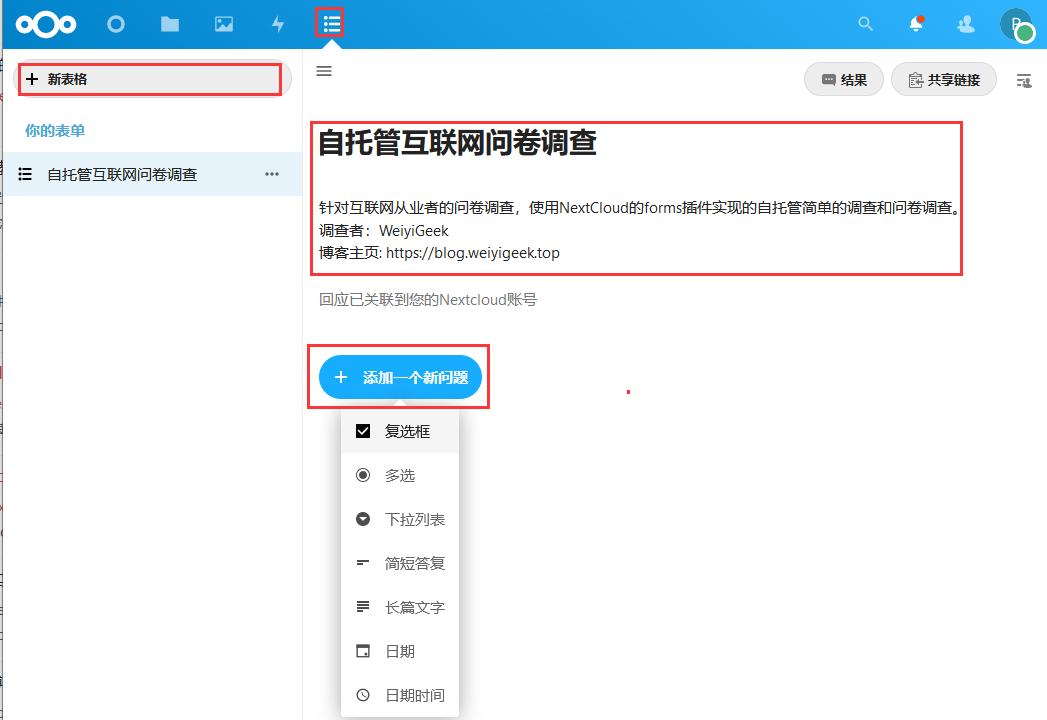 新表格
结果
共享链接
你的表单
自托管互联网问卷调查
自托管互联网问卷调查
针对互联网从业者的问卷调查，使用NextCloud的forms插件实现的自托管简单的调查和问卷调查。
调查者：WeiyiGeek
博客主页: https://blog.weiyigeek.top
回应已关联到您的Nextcloud账号
添加一个新问题
复选框
多选
下拉列表
简短答复
长篇文字
日期
日期时间